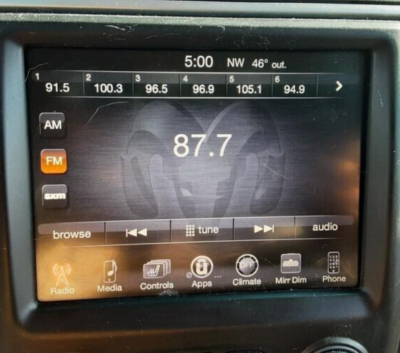 5:00 NW 46° out.
1 2 3 4 5 6
91.5 100.3 96.5 96.9 105.1 94.9
AM
87.7
FM
sxm
browse tune audio
Radio Media Controls Apps Climate Mirr Dim Phone